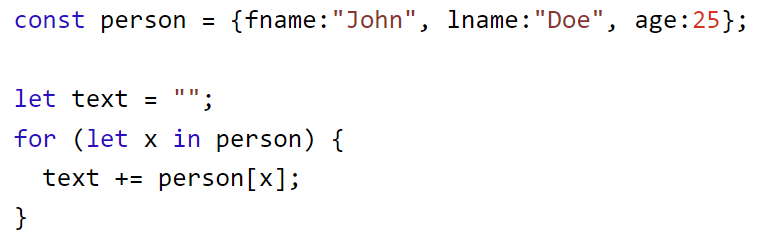 const person = {fname:"John", lname:"Doe", age:25};
let text = "";
for (let x in person) {
  text += person[x];
}